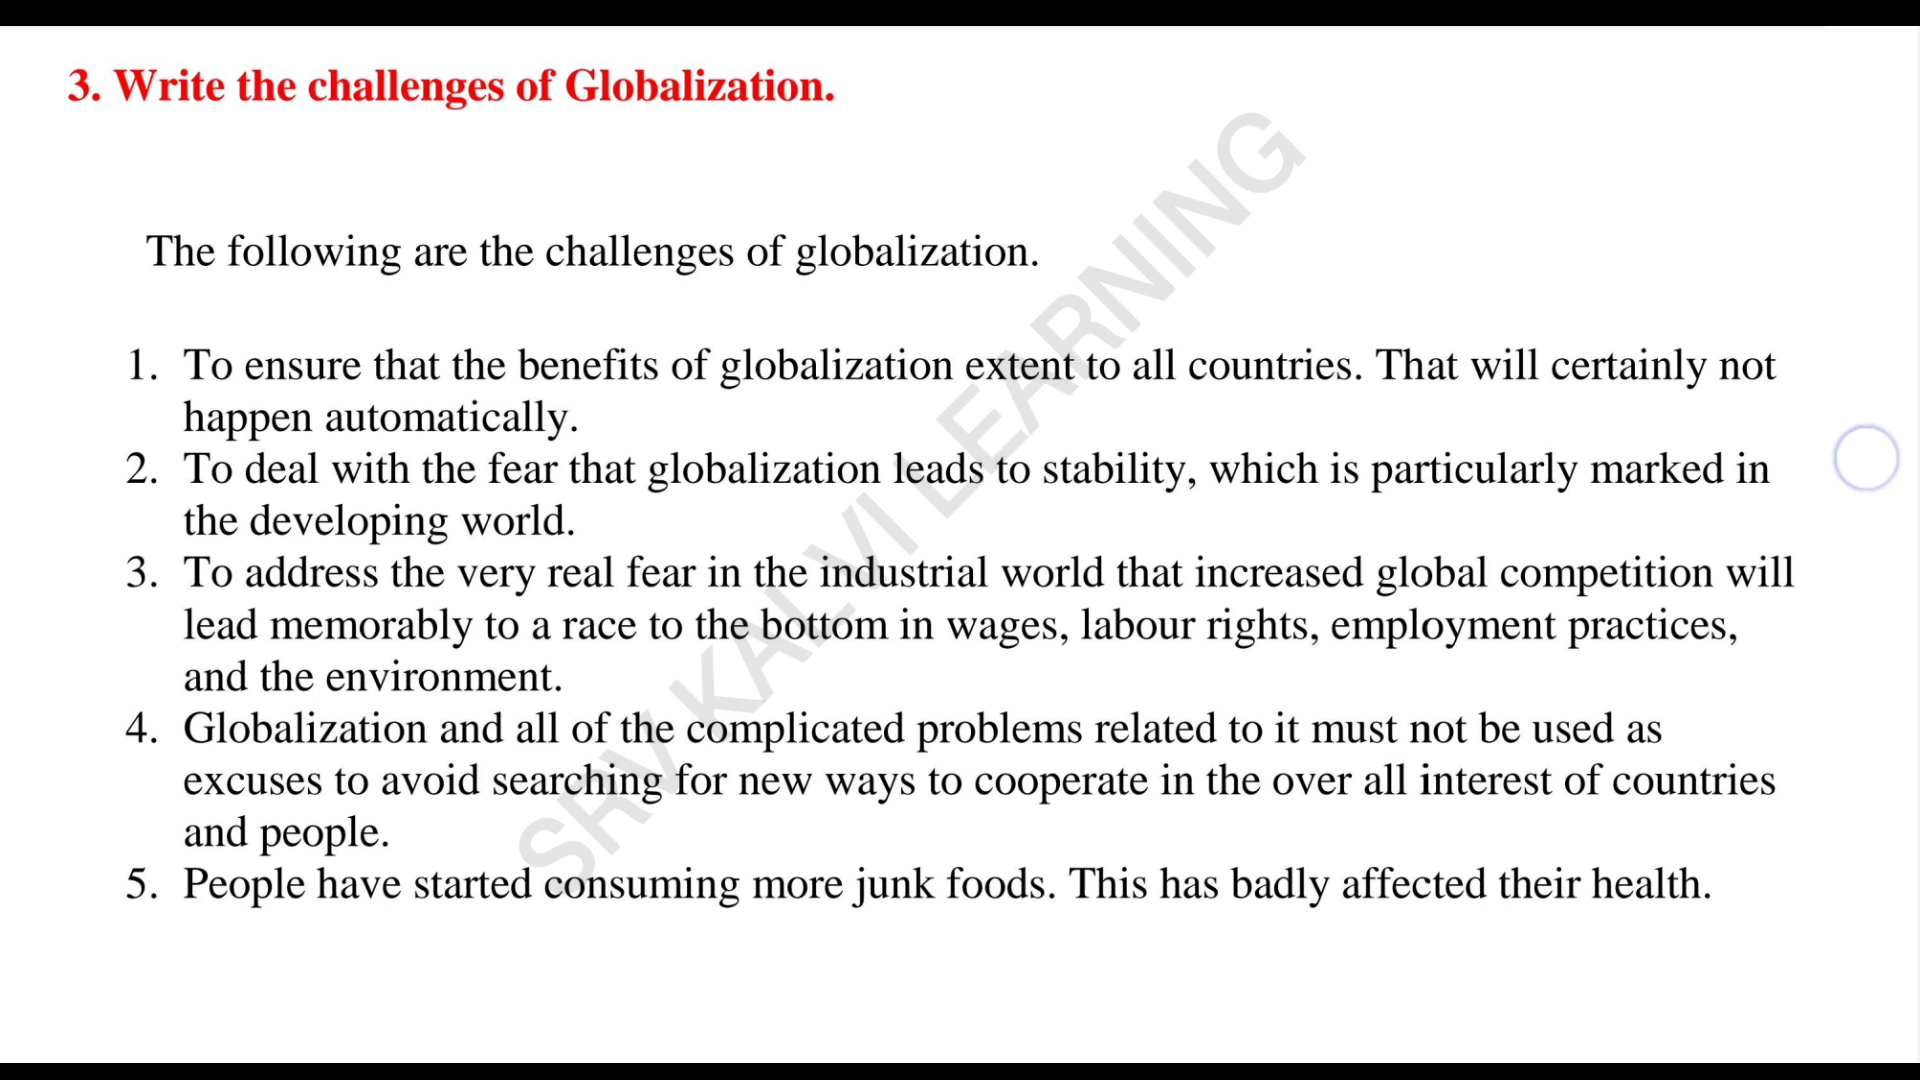 3. Write the challenges of Globalization.
The following are the challenges of globalization.
1. To ensure that the benefits of globalization extent to all countries. That will certainly not
happen automatically.
2. To deal with the fear that globalization leads to stability, which is particularly marked in
the developing world.
3. To address the very real fear in the industrial world that increased global competition will
lead memorably to a race to the bottom in wages, labour rights, employment practices,
and the environment.
4. Globalization and all of the complicated problems related to it must not be used as
excuses to avoid searching for new ways to cooperate in the over all interest of countries
and people.
5. People have started consuming more junk foods. This has badly affected their health.
SRV KALVI LEARNING